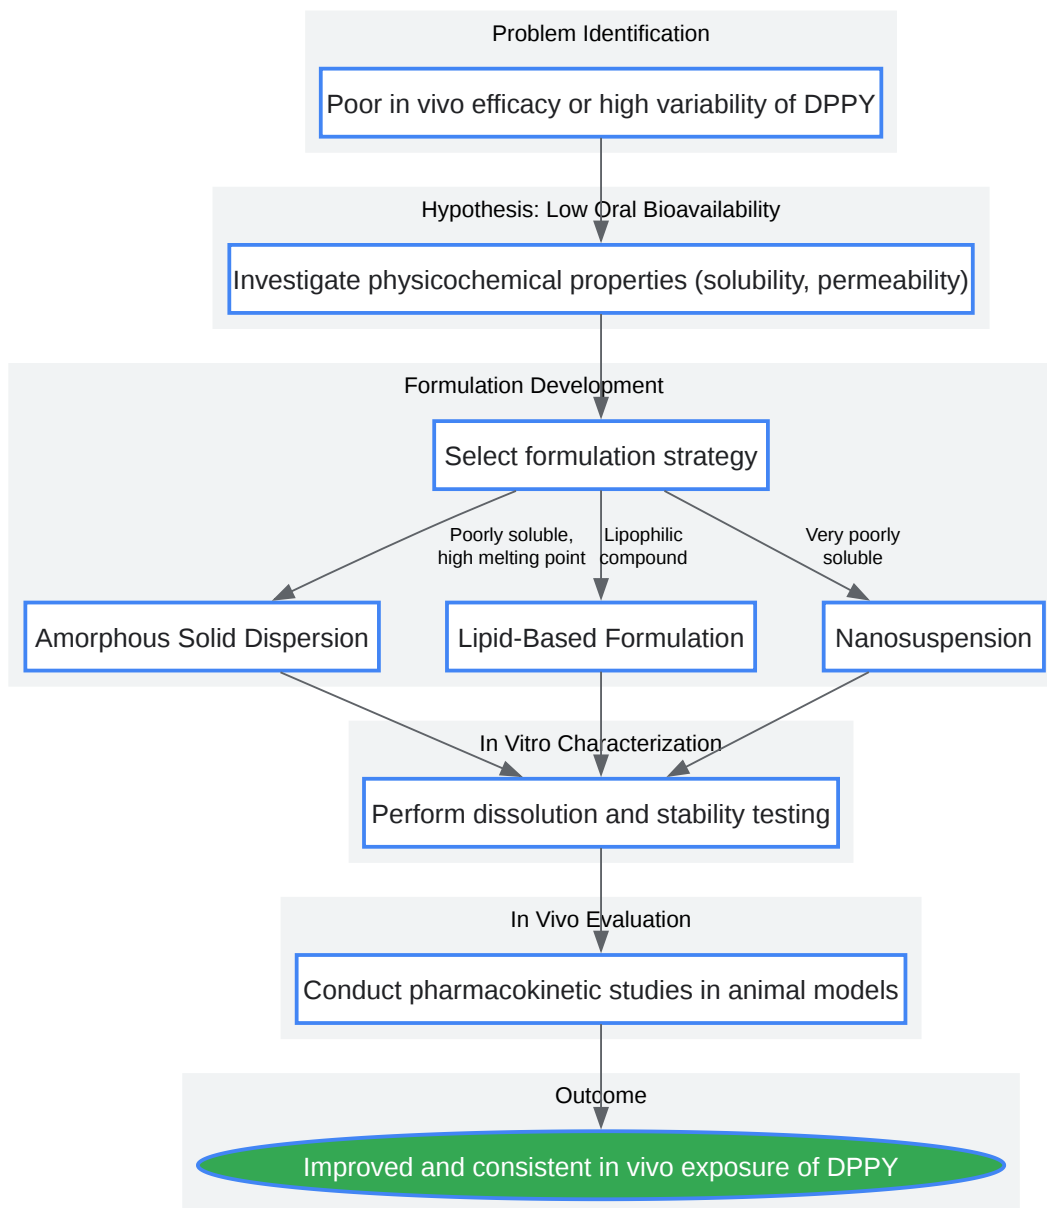 Problem Identification
Poor in vivo efficacy or high variability of DPPY
Hypothesis: Low Oral Bioavailability
Investigate physicochemical properties (solubility, permeability)
Formulation Development
Select formulation strategy
Poorly soluble,
high melting point
Lipophilic
compound
Very poorly
soluble
Amorphous Solid Dispersion
Lipid-Based Formulation
Nanosuspension
In Vitro Characterization
Perform dissolution and stability testing
In Vivo Evaluation
Conduct pharmacokinetic studies in animal models
Outcome
Improved and consistent in vivo exposure of DPPY